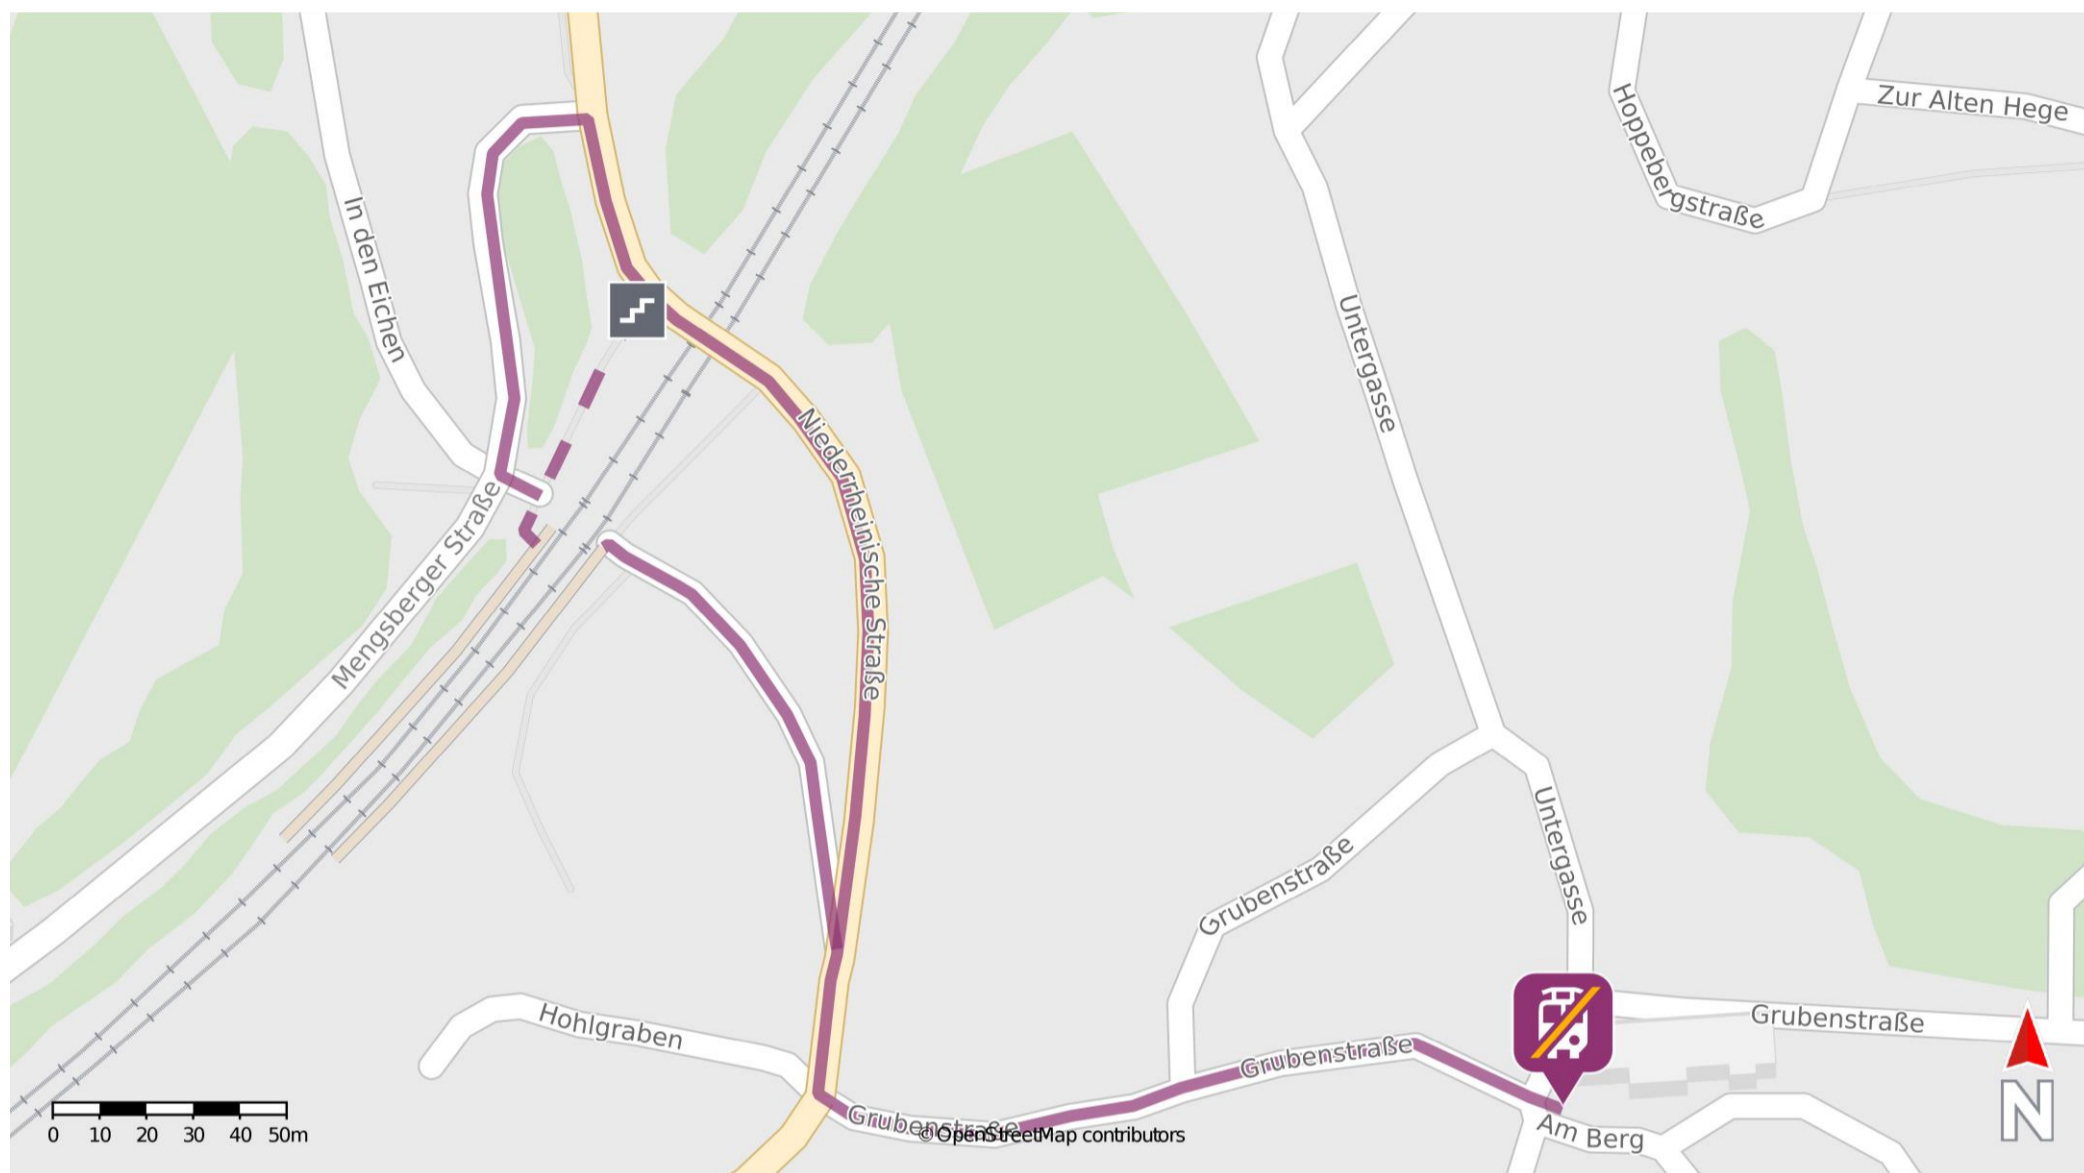 Zur Alten Hege
Hoppebergstraße
In den Eichen
Untergasse
Niederrheinische Straße
Mengsberger Straße
Untergasse
Grubenstraße
Hohlgraben
Grubenstraße
Grubenstraße
Grubenstraße
Am Berg
N
0 10 20 30 40 50m
© OpenStreetMap contributors